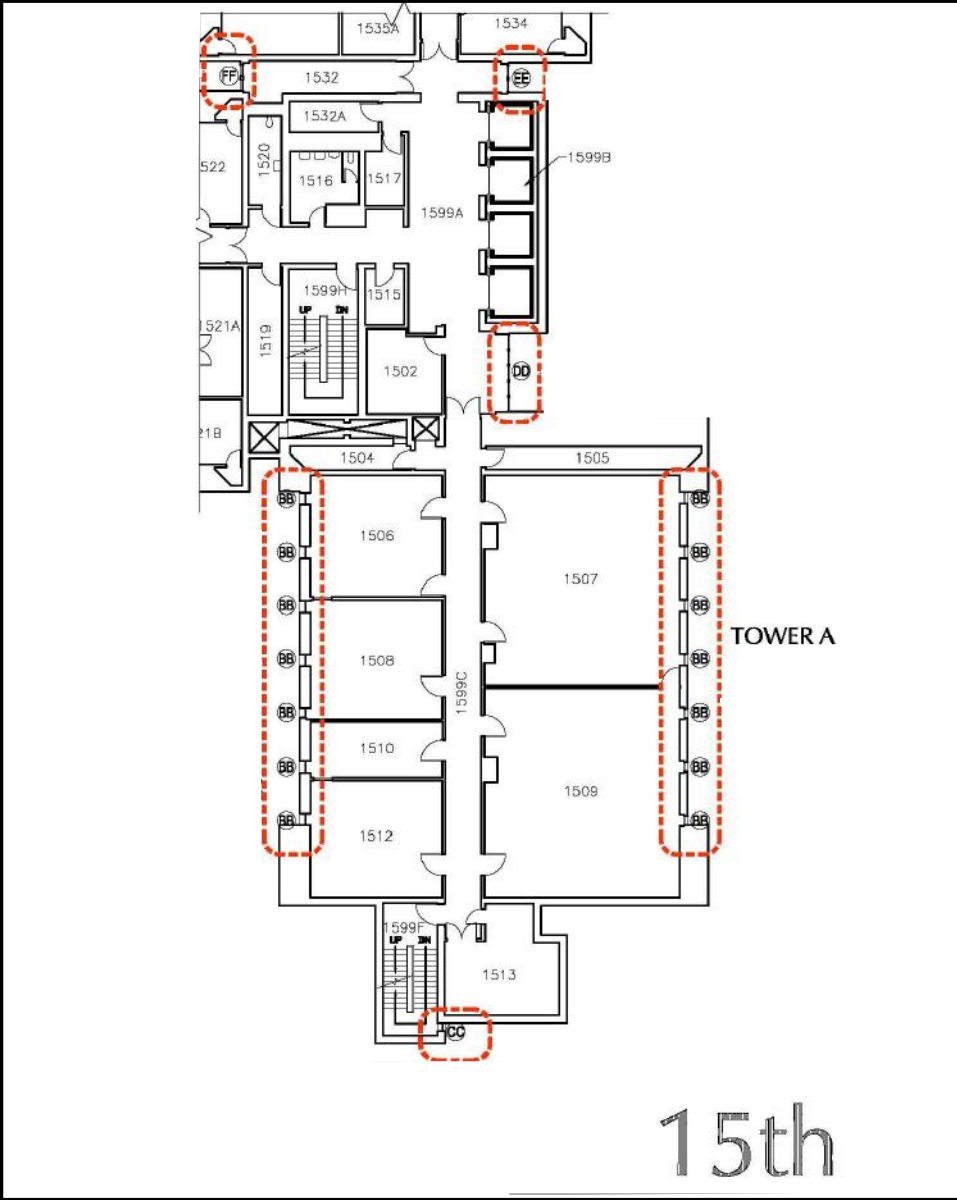 1535A
1534
FF
1532
EE
1532A
1520
1522
1516
1517
1599B
1599A
1599H
UP DN
1515
1521A
1519
1502
DD
21B
1504
1505
BB
BB
1506
BB
BB
1507
BB
BB
TOWER A
BB
BB
1508
1599C
BB
BB
1510
BB
BB
1509
BB
BB
1512
1599F
UP DN
1513
CC
15th